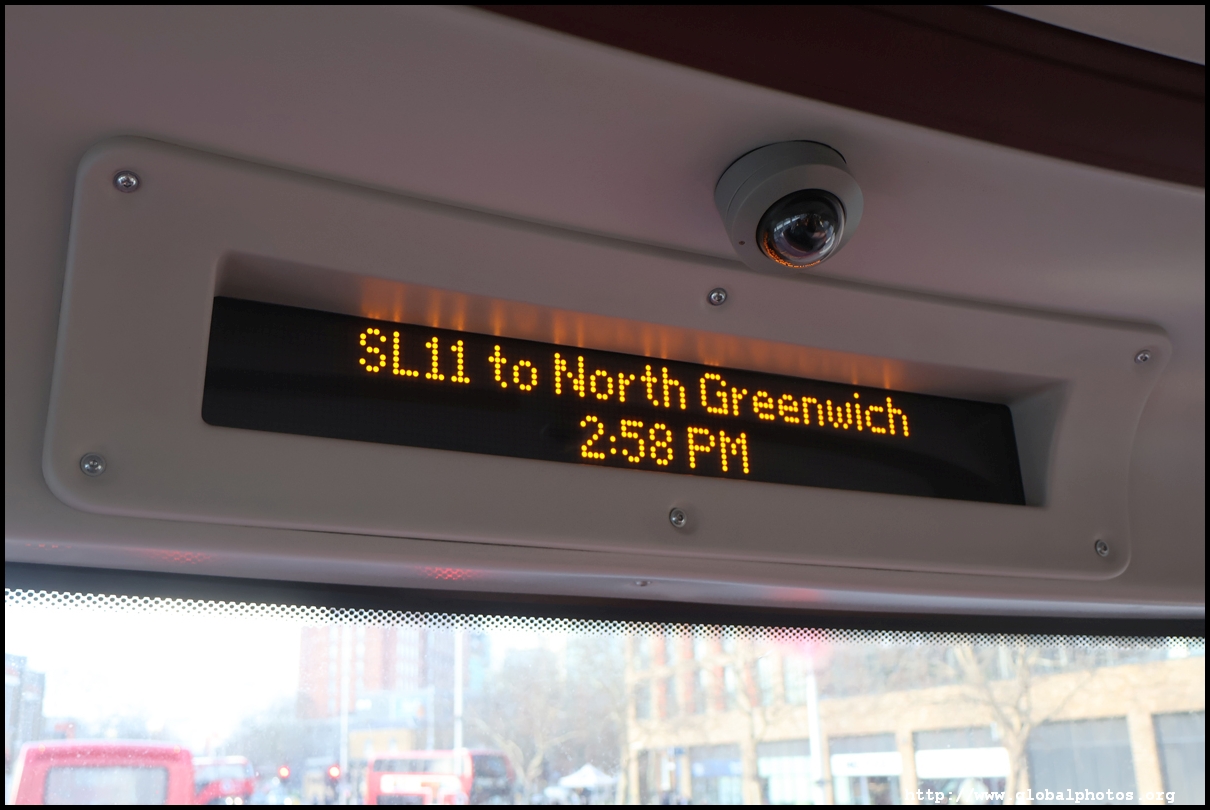 SL11 to North Greenwich
2:58 PM
http://www.globalphotos.org